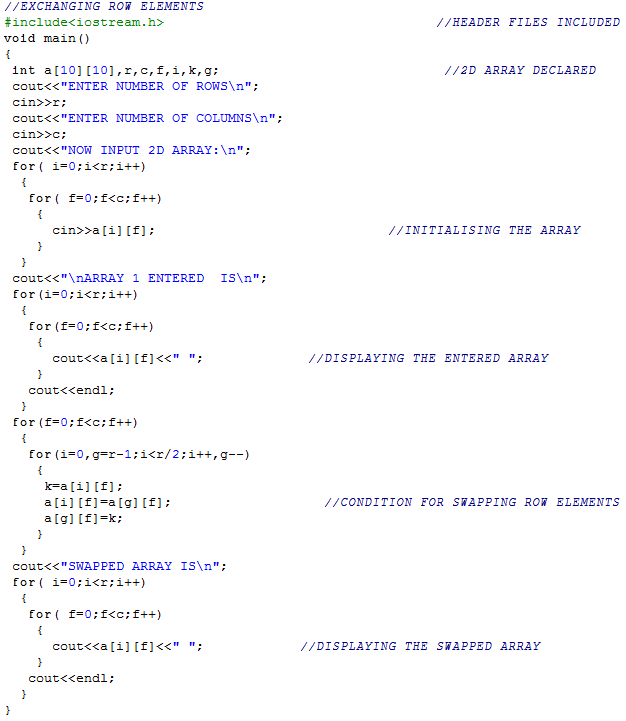 //EXCHANGING ROW ELEMENTS
#include<iostream.h> //HEADER FILES INCLUDED
void main()
{
int a[10][10],r,c,f,i,k,g; //2D ARRAY DECLARED
cout<<"ENTER NUMBER OF ROWS\n";
cin>>r;
cout<<"ENTER NUMBER OF COLUMNS\n";
cin>>c;
cout<<"NOW INPUT 2D ARRAY:\n";
for( i=0;i<r;i++)
{
for( f=0;f<c;f++)
{
cin>>a[i][f]; //INITIALISING THE ARRAY
}
}
cout<<"\nARRAY 1 ENTERED  IS\n";
for(i=0;i<r;i++)
{
for(f=0;f<c;f++)
{
cout<<a[i][f]<<" "; //DISPLAYING THE ENTERED ARRAY
}
cout<<endl;
}
for(f=0;f<c;f++)
{
for(i=0,g=r-1;i<r/2;i++,g--)
{
k=a[i][f];
a[i][f]=a[g][f]; //CONDITION FOR SWAPPING ROW ELEMENTS
a[g][f]=k;
}
}
cout<<"SWAPPED ARRAY IS\n";
for( i=0;i<r;i++)
{
for( f=0;f<c;f++)
{
cout<<a[i][f]<<" "; //DISPLAYING THE SWAPPED ARRAY
}
cout<<endl;
}
}